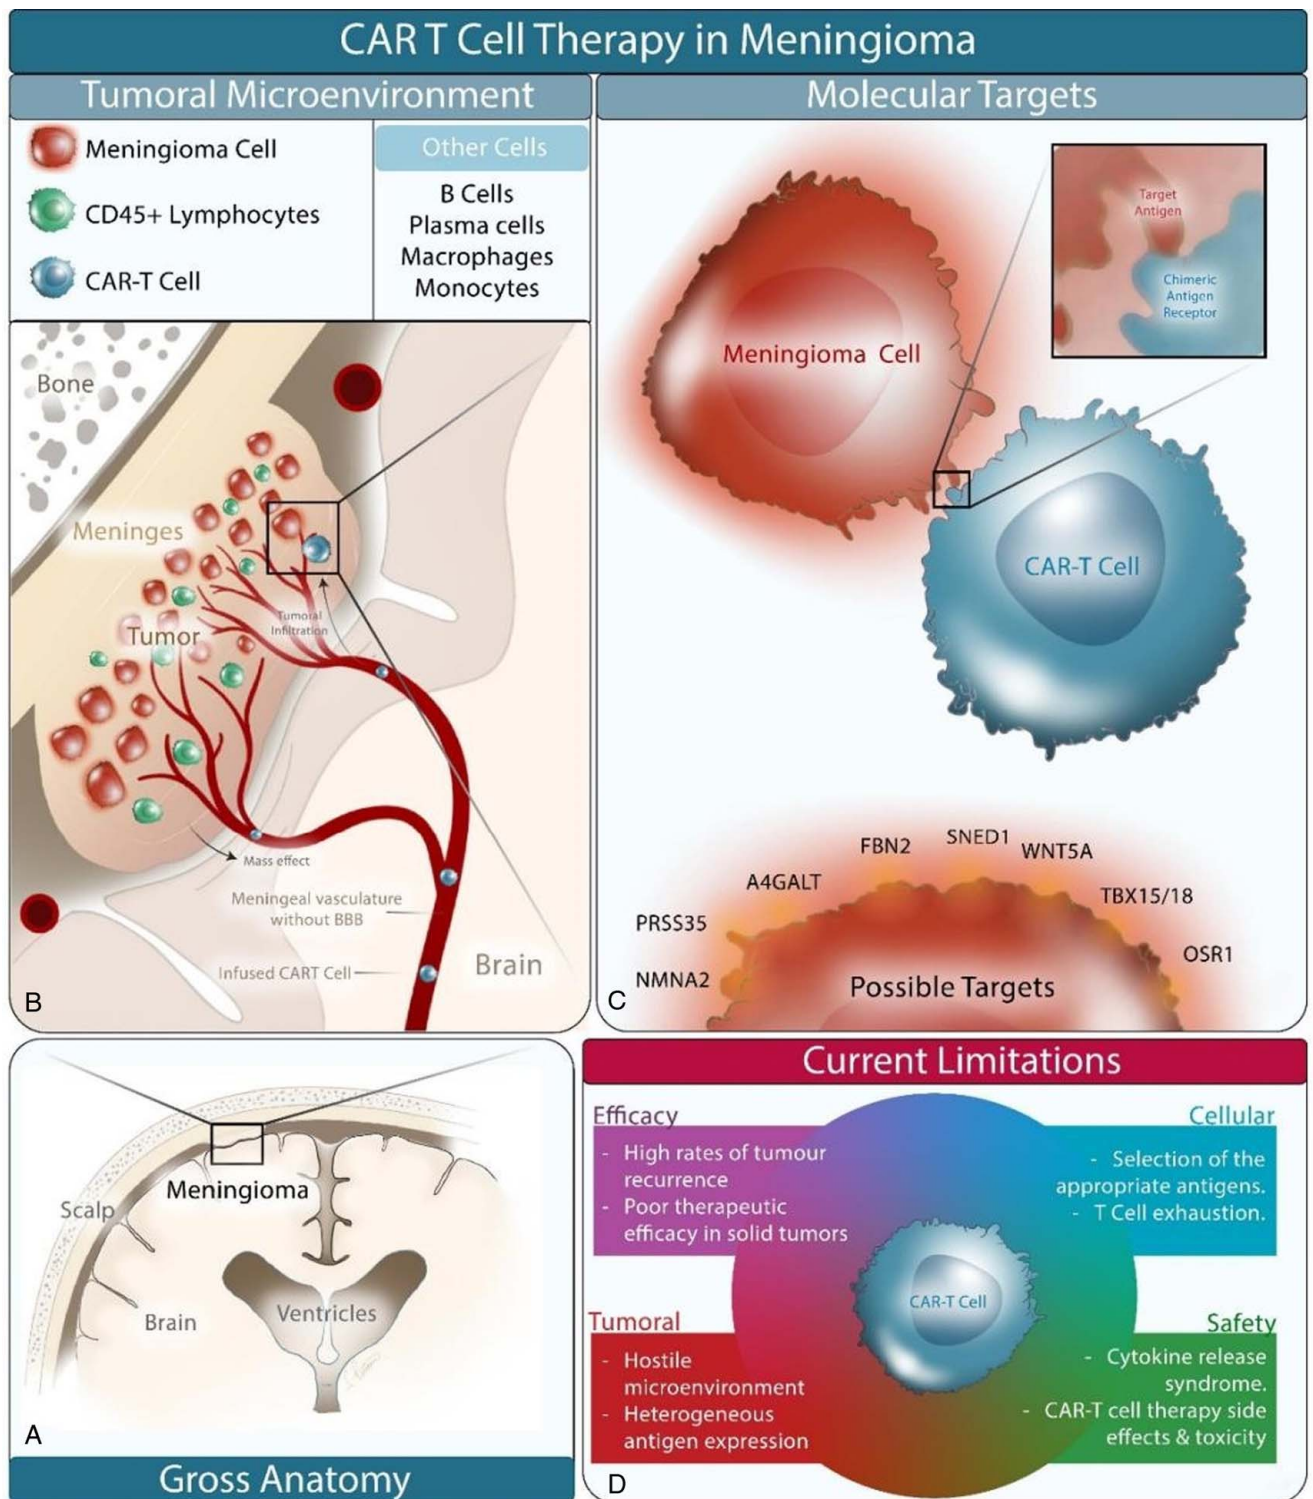 CAR T Cell Therapy in Meningioma
Tumoral Microenvironment
Meningioma Cell
CD45+ Lymphocytes
CAR-T Cell
Other Cells
B Cells
Plasma cells
Macrophages
Monocytes
Bone
Meninges
Tumor
Tumoral
Infiltration
Mass effect
Meningeal vasculature
without BBB
Infused CART Cell
Brain
B
Molecular Targets
Target
Antigen
Chimeric
Antigen
Receptor
Meningioma Cell
CAR-T Cell
FBN2
SNED1
WNT5A
A4GALT
TBX15/18
PRSS35
OSR1
NMNA2
Possible Targets
C
Meningioma
Scalp
Brain
Ventricles
A
Gross Anatomy
Current Limitations
Efficacy
- High rates of tumour
recurrence
- Poor therapeutic
efficacy in solid tumors
Cellular
- Selection of the
appropriate antigens.
- T Cell exhaustion.
CAR-T Cell
Tumoral
- Hostile
microenvironment
- Heterogeneous
antigen expression
Safety
- Cytokine release
syndrome.
- CAR-T cell therapy side
effects & toxicity
D